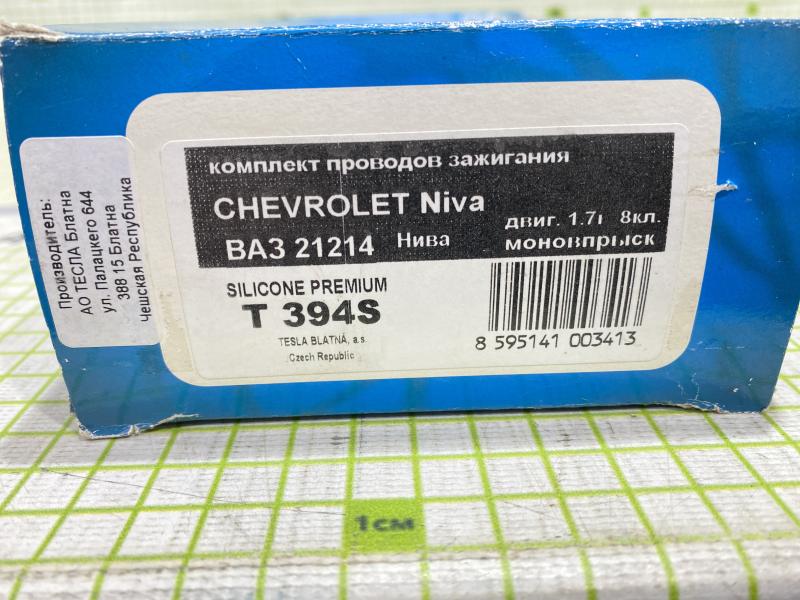 Производитель:
АО ТЕСЛА Блатна
ул. Палацкего 644
388 15 Блатна
Чешская Республика
комплект проводов зажигания
CHEVROLET Niva
ВАЗ 21214 Нива
двиг. 1.7i 8кл.
моновпрыск
SILICONE PREMIUM
T 394S
TESLA BLATNÁ, a.s.
Czech Republic
8 595141 003413
1см